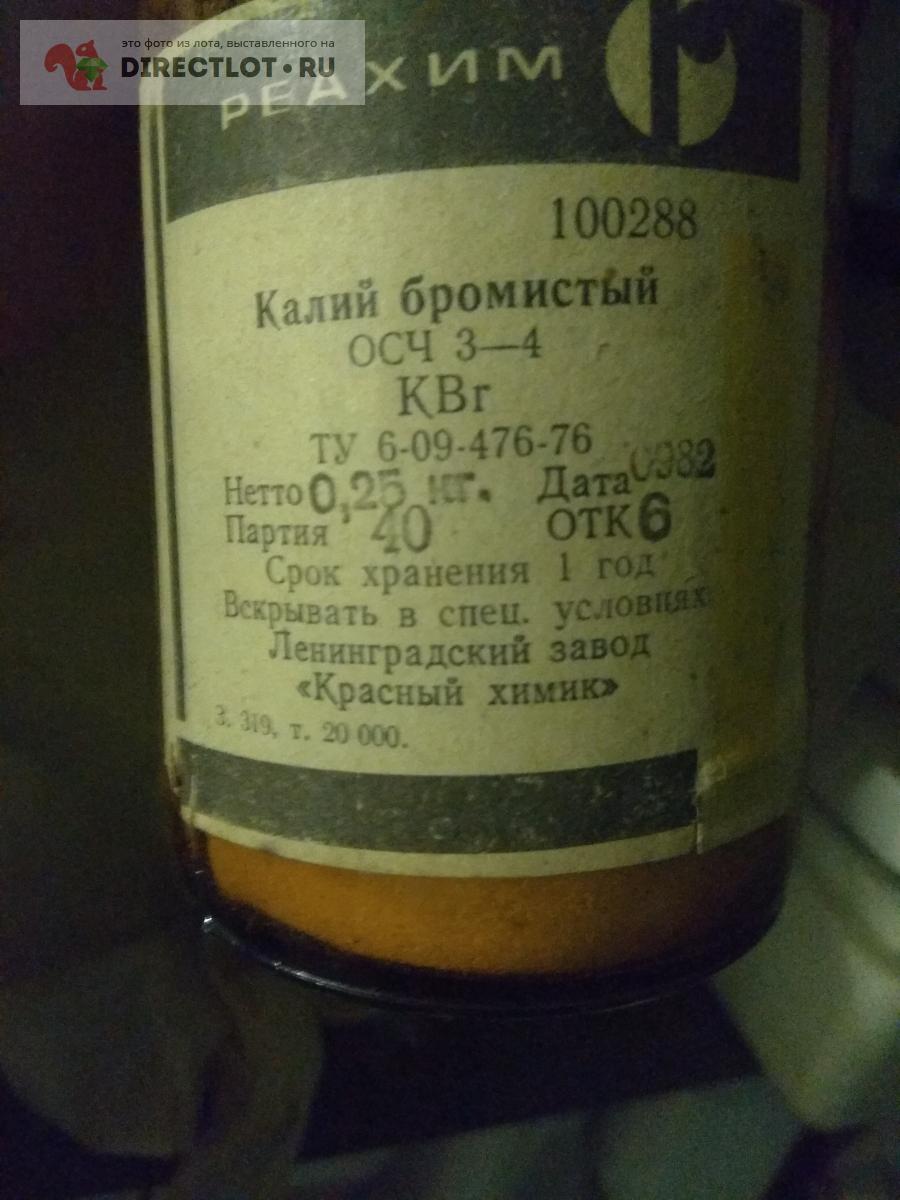 это фото из лота, выставленного на
DIRECTLOT.RU
РЕАХИМ
100288
Калий бромистый
ОСЧ 3—4
KBr
ТУ 6-09-476-76
Нетто 0,25 кг. Дата 0982
Партия 40 ОТК 6
Срок хранения 1 год
Вскрывать в спец. условиях
Ленинградский завод
«Красный химик»
З. 319, т. 20 000.